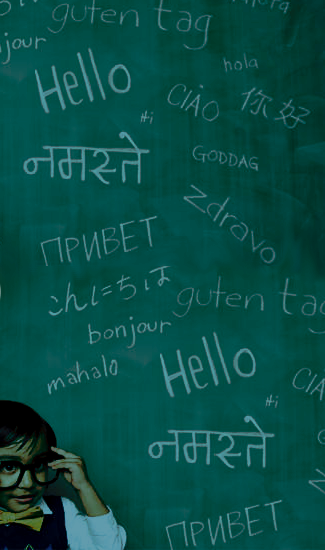 guten tag
jour
hola
Hello
CIAO
你好
Hi
नमस्ते
GODDAG
Zdravo
ПРИВЕТ
こんにちは
guten tag
bonjour
Hello
mahalo
CIA
Hi
नमस्ते
ПРИВЕТ